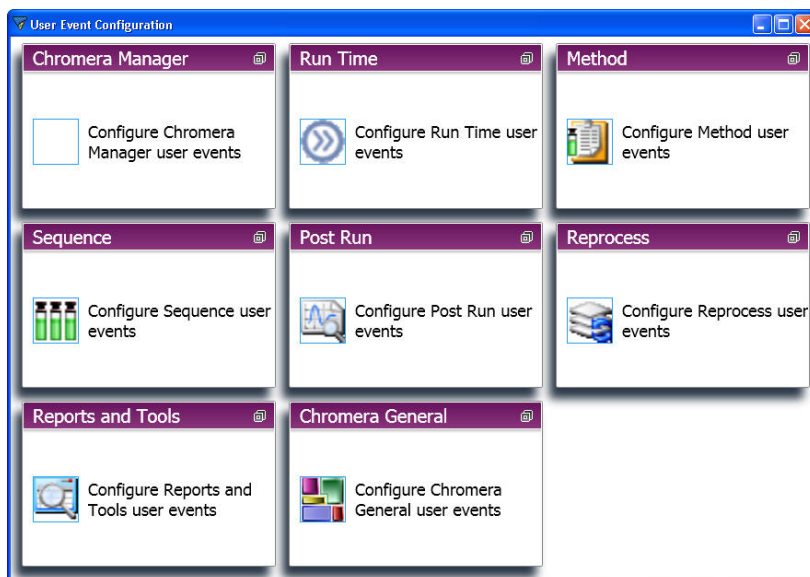 User Event Configuration
Chromera Manager
Configure Chromera
Manager user events
Run Time
Configure Run Time user
events
Method
Configure Method user
events
Sequence
Configure Sequence user
events
Post Run
Configure Post Run user
events
Reprocess
Configure Reprocess user
events
Reports and Tools
Configure Reports and
Tools user events
Chromera General
Configure Chromera
General user events